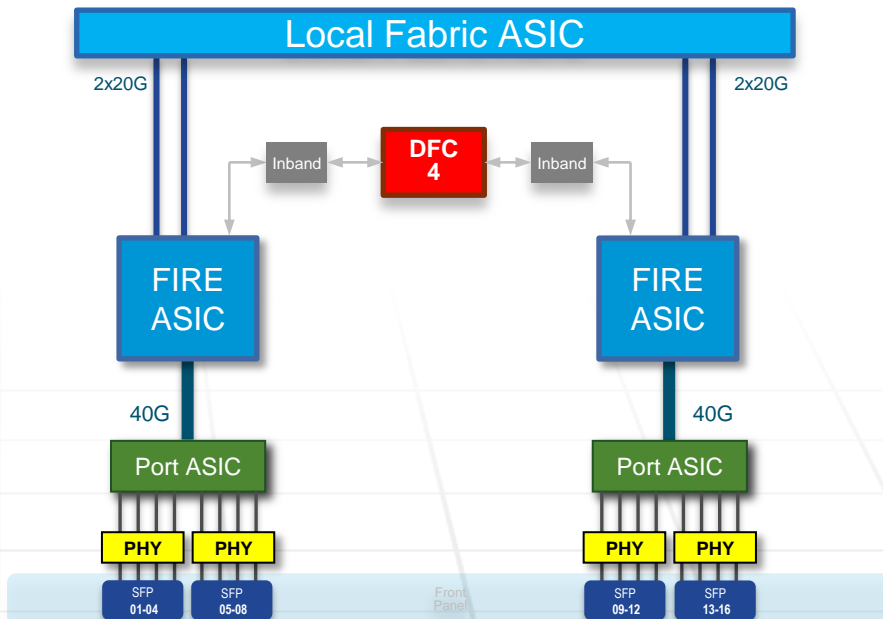 Local Fabric ASIC
2x20G
2x20G
Inband
DFC
4
Inband
FIRE
ASIC
FIRE
ASIC
40G
40G
Port ASIC
Port ASIC
PHY
PHY
PHY
PHY
SFP
01-04
SFP
05-08
Front
Panel
SFP
09-12
SFP
13-16